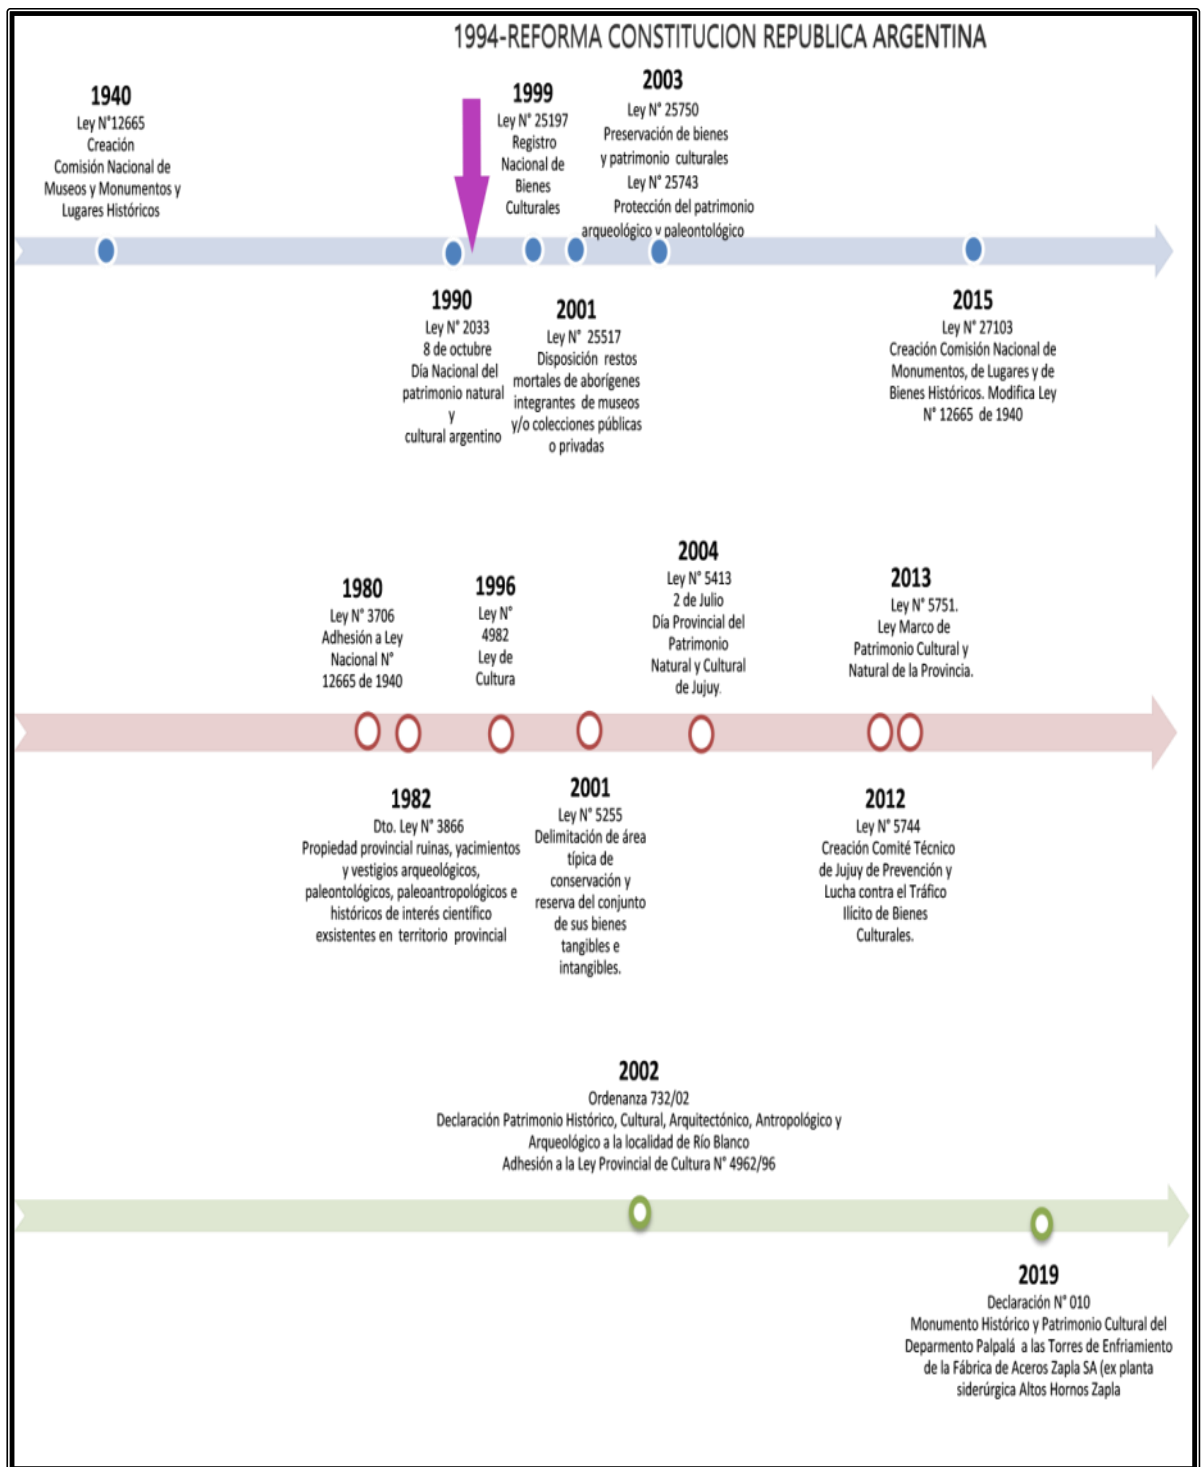 1994-REFORMA CONSTITUCION REPUBLICA ARGENTINA
1940
Ley N°12665
Creación
Comisión Nacional de
Museos y Monumentos y
Lugares Históricos
1999
Ley N° 25197
Registro
Nacional de
Bienes
Culturales
2003
Ley N° 25750
Preservación de bienes
y patrimonio culturales
Ley N° 25743
Protección del patrimonio
arqueológico y paleontológico
1990
Ley N° 2033
8 de octubre
Día Nacional del
patrimonio natural
y
cultural argentino
2001
Ley N° 25517
Disposición restos
mortales de aborígenes
integrantes de museos
y/o colecciones públicas
o privadas
2015
Ley N° 27103
Creación Comisión Nacional de
Monumentos, de Lugares y de
Bienes Históricos. Modifica Ley
N° 12665 de 1940
1980
Ley N° 3706
Adhesión a Ley
Nacional N°
12665 de 1940
1996
Ley N°
4982
Ley de
Cultura
2004
Ley N° 5413
2 de Julio
Día Provincial del
Patrimonio
Natural y Cultural
de Jujuy.
2013
Ley N° 5751.
Ley Marco de
Patrimonio Cultural y
Natural de la Provincia.
1982
Dto. Ley N° 3866
Propiedad provincial ruinas, yacimientos
y vestigios arqueológicos,
paleontológicos, paleoantropológicos e
históricos de interés científico
exsistentes en territorio provincial
2001
Ley N° 5255
Delimitación de área
típica de
conservación y
reserva del conjunto
de sus bienes
tangibles e
intangibles.
2012
Ley N° 5744
Creación Comité Técnico
de Jujuy de Prevención y
Lucha contra el Tráfico
Ilícito de Bienes
Culturales.
2002
Ordenanza 732/02
Declaración Patrimonio Histórico, Cultural, Arquitectónico, Antropológico y
Arqueológico a la localidad de Río Blanco
Adhesión a la Ley Provincial de Cultura N° 4962/96
2019
Declaración N° 010
Monumento Histórico y Patrimonio Cultural del
Deparmento Palpalá a las Torres de Enfriamiento
de la Fábrica de Aceros Zapla SA (ex planta
siderúrgica Altos Hornos Zapla